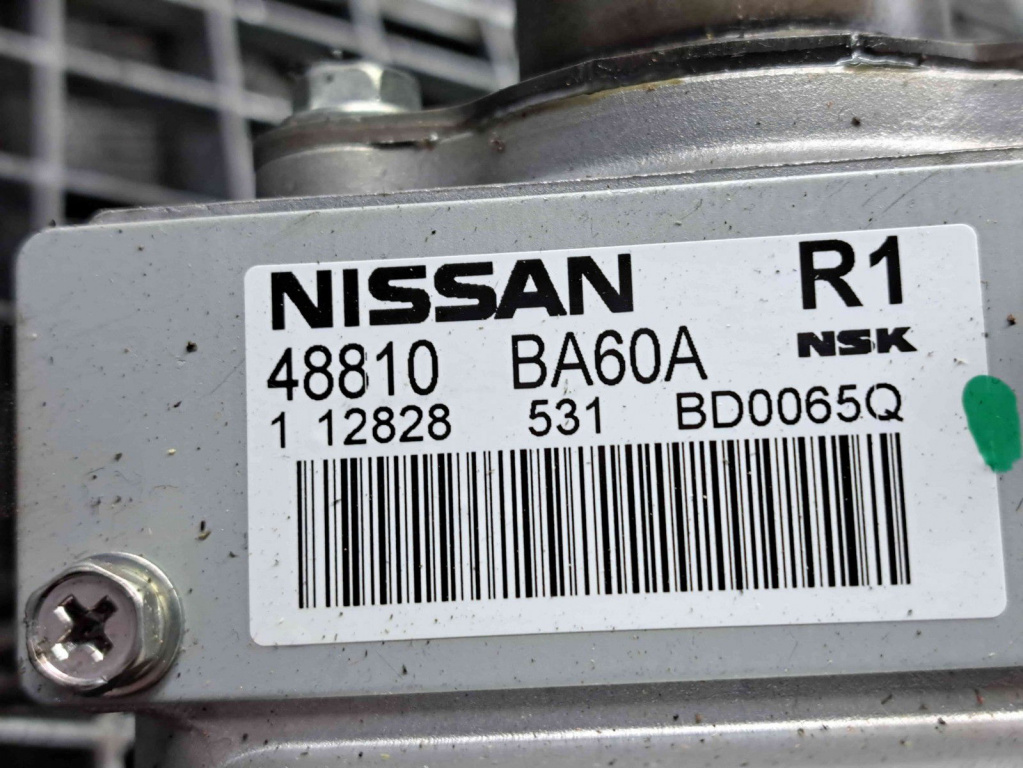 NISSAN R1
48810 BA60A NSK
1 12828 531 BD0065Q